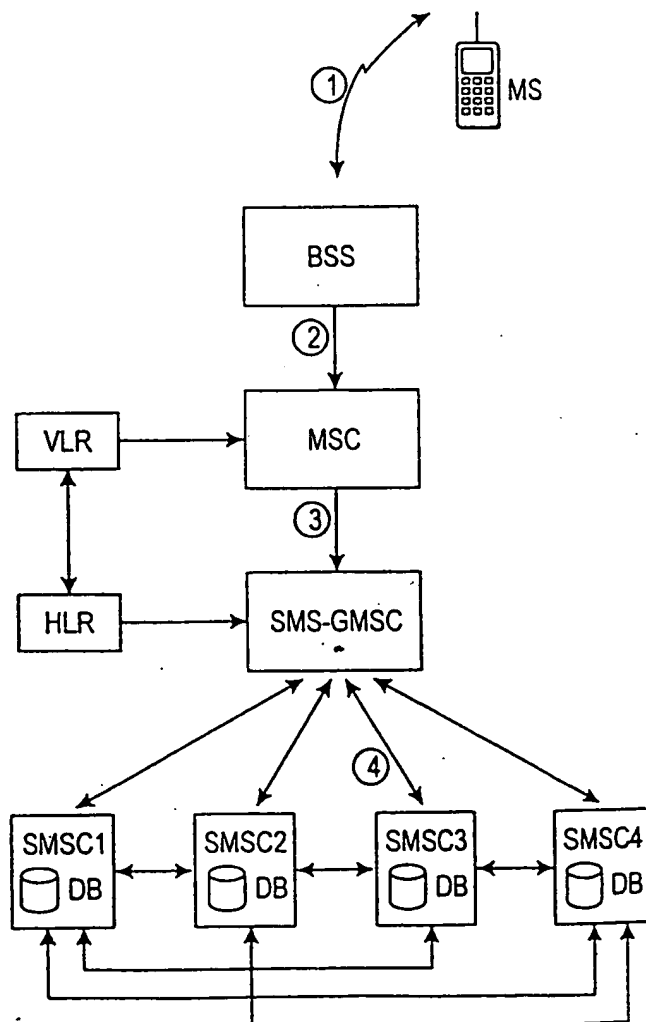 ①
MS
BSS
②
VLR
MSC
③
HLR
SMS-GMSC
④
SMSC1
DB
SMSC2
DB
SMSC3
DB
SMSC4
DB